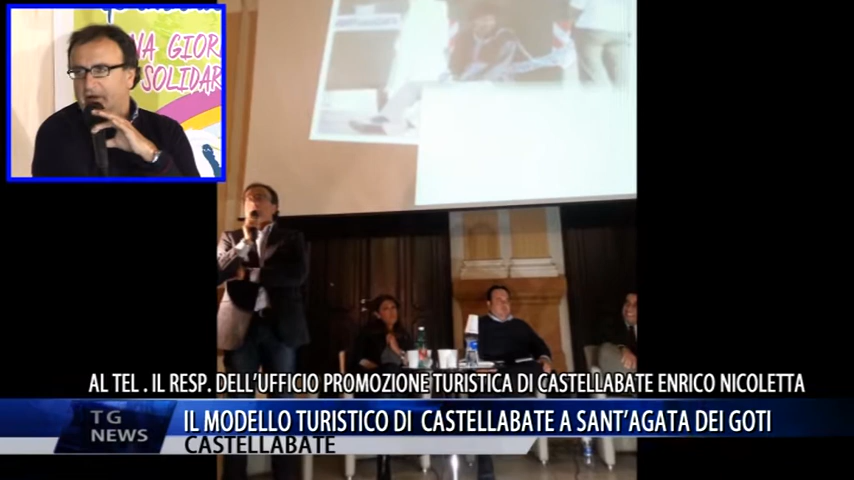 UNA GIOR
SOLIDAR
AL TEL . IL RESP. DELL'UFFICIO PROMOZIONE TURISTICA DI CASTELLABATE ENRICO NICOLETTA
TG NEWS
IL MODELLO TURISTICO DI CASTELLABATE A SANT'AGATA DEI GOTI
CASTELLABATE